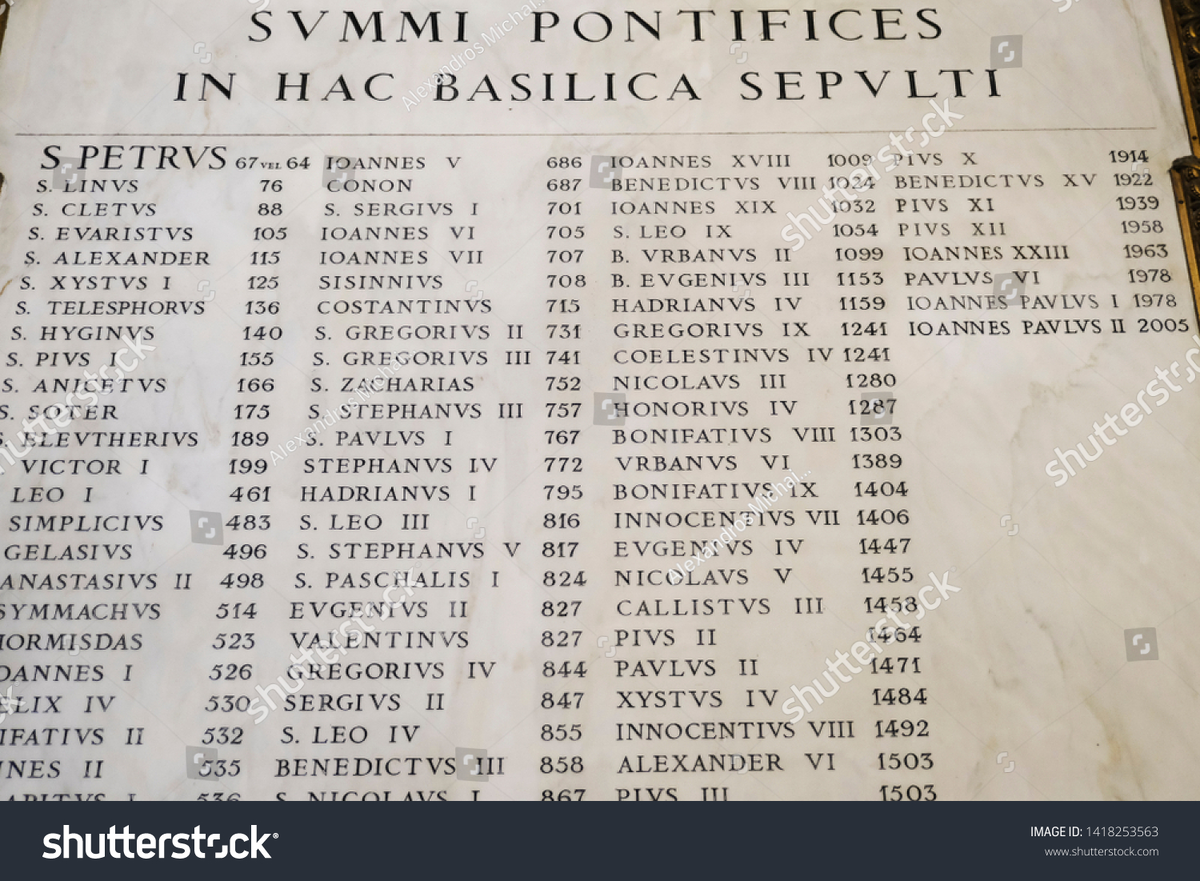 SVMMI PONTIFICES
IN HAC BASILICA SEPVLTI
S PETRVS 67 VEL 64 IOANNES V 686 IOANNES XVIII 1009 PIVS X 1914
S. LINVS 76 CONON 687 BENEDICTVS VIII 1024 BENEDICTVS XV 1922
S. CLETVS 88 S. SERGIVS I 701 IOANNES XIX 1032 PIVS XI 1939
S. EVARISTVS 105 IOANNES VI 705 S. LEO IX 1054 PIVS XII 1958
S. ALEXANDER 115 IOANNES VII 707 B. VRBANVS II 1099 IOANNES XXIII 1963
S. XYSTVS I 125 SISINNIVS 708 B. EVGENIVS III 1153 PAVLVS VI 1978
S. TELESPHORVS 136 COSTANTINVS 715 HADRIANVS IV 1159 IOANNES PAVLVS I 1978
S. HYGINVS 140 S. GREGORIVS II 731 GREGORIVS IX 1241 IOANNES PAVLVS II 2005
S. PIVS I 155 S. GREGORIVS III 741 COELESTINVS IV 1241
S. ANICETVS 166 S. ZACHARIAS 752 NICOLAVS III 1280
S. SOTER 175 S. STEPHANVS III 757 HONORIVS IV 1287
S. ELEVTHERIVS 189 S. PAVLVS I 767 BONIFATIVS VIII 1303
VICTOR I 199 STEPHANVS IV 772 VRBANVS VI 1389
LEO I 461 HADRIANVS I 795 BONIFATIVS IX 1404
SIMPLICIVS 483 S. LEO III 816 INNOCENTIVS VII 1406
GELASIVS 496 S. STEPHANVS V 817 EVGENIVS IV 1447
ANASTASIVS II 498 S. PASCHALIS I 824 NICOLAVS V 1455
SYMMACHVS 514 EVGENIVS II 827 CALLISTVS III 1458
HORMISDAS 523 VALENTINVS 827 PIVS II 1464
OANNES I 526 GREGORIVS IV 844 PAVLVS II 1471
ELIX IV 530 SERGIVS II 847 XYSTVS IV 1484
IFATIVS II 532 S. LEO IV 855 INNOCENTIVS VIII 1492
NES II 535 BENEDICTVS III 858 ALEXANDER VI 1503
I 536 S. NICOLAVS I 867 PIVS III 1503
shutterstock
IMAGE ID: 1418253563
www.shutterstock.com